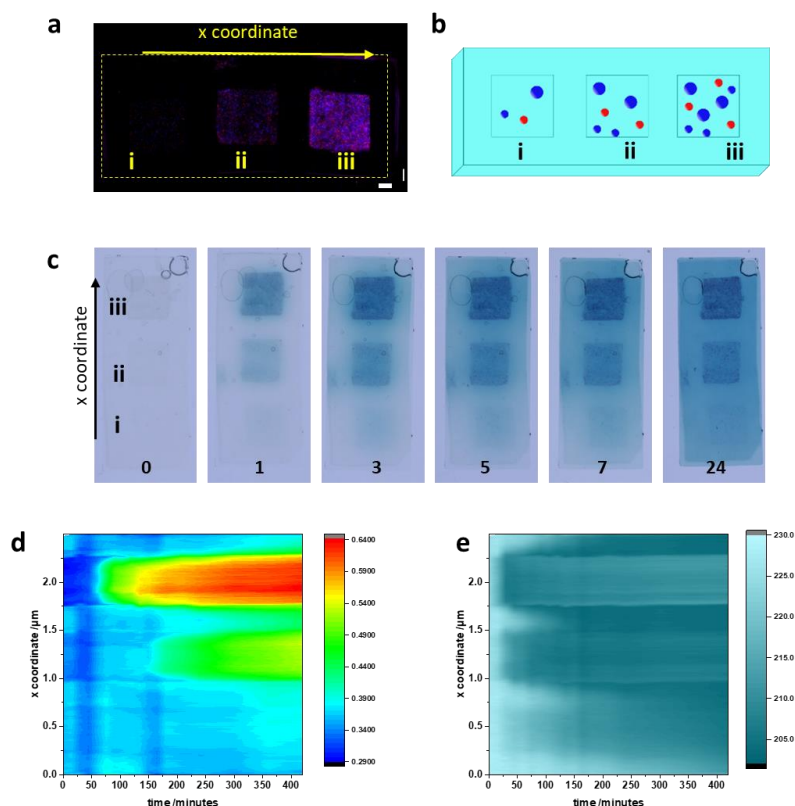 a
x coordinate
i
ii
iii
b
i
ii
iii
c
x coordinate
iii
ii
i
0
1
3
5
7
24
d
x coordinate /µm
2.0
1.5
1.0
0.5
0.0
0 50 100 150 200 250 300 350 400
time /minutes
0.6400
0.5900
0.5400
0.4900
0.4400
0.3900
0.3400
0.2900
e
x coordinate /µm
2.0
1.5
1.0
0.5
0.0
0 50 100 150 200 250 300 350 400
time /minutes
230.0
225.0
220.0
215.0
210.0
205.0